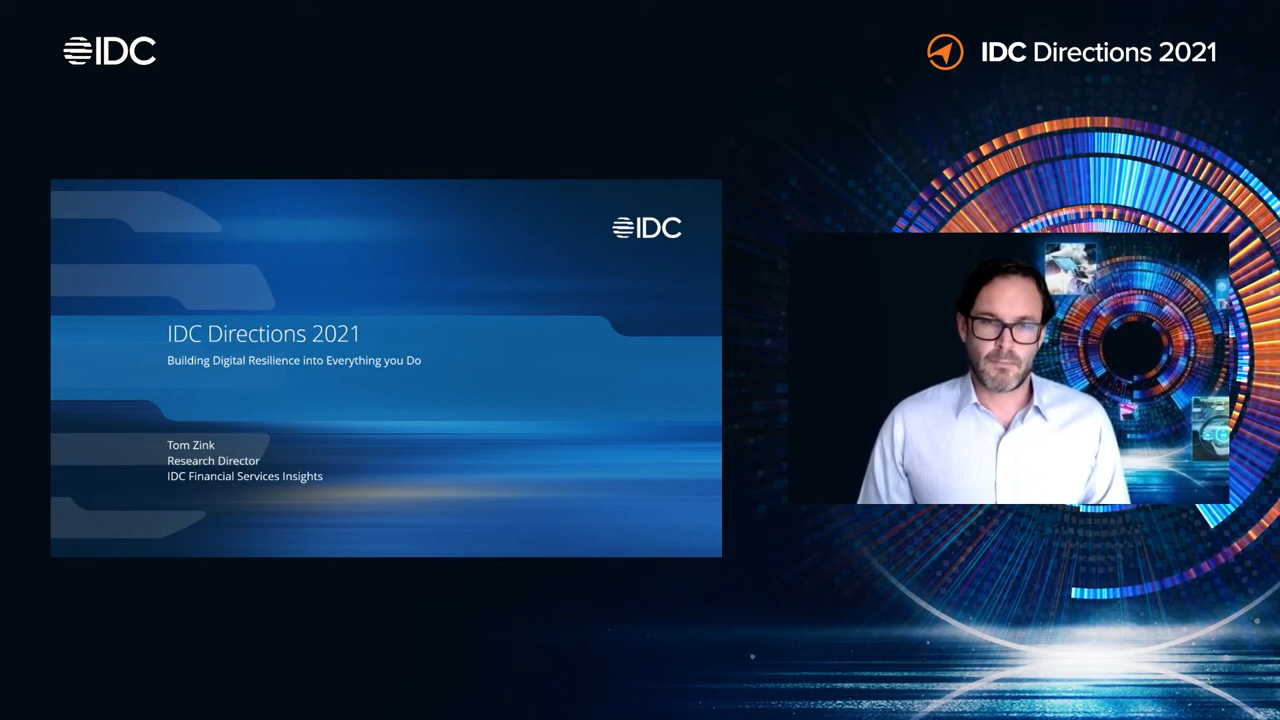 IDC
IDC Directions 2021
IDC
IDC Directions 2021
Building Digital Resilience into Everything you Do
Tom Zink
Research Director
IDC Financial Services Insights